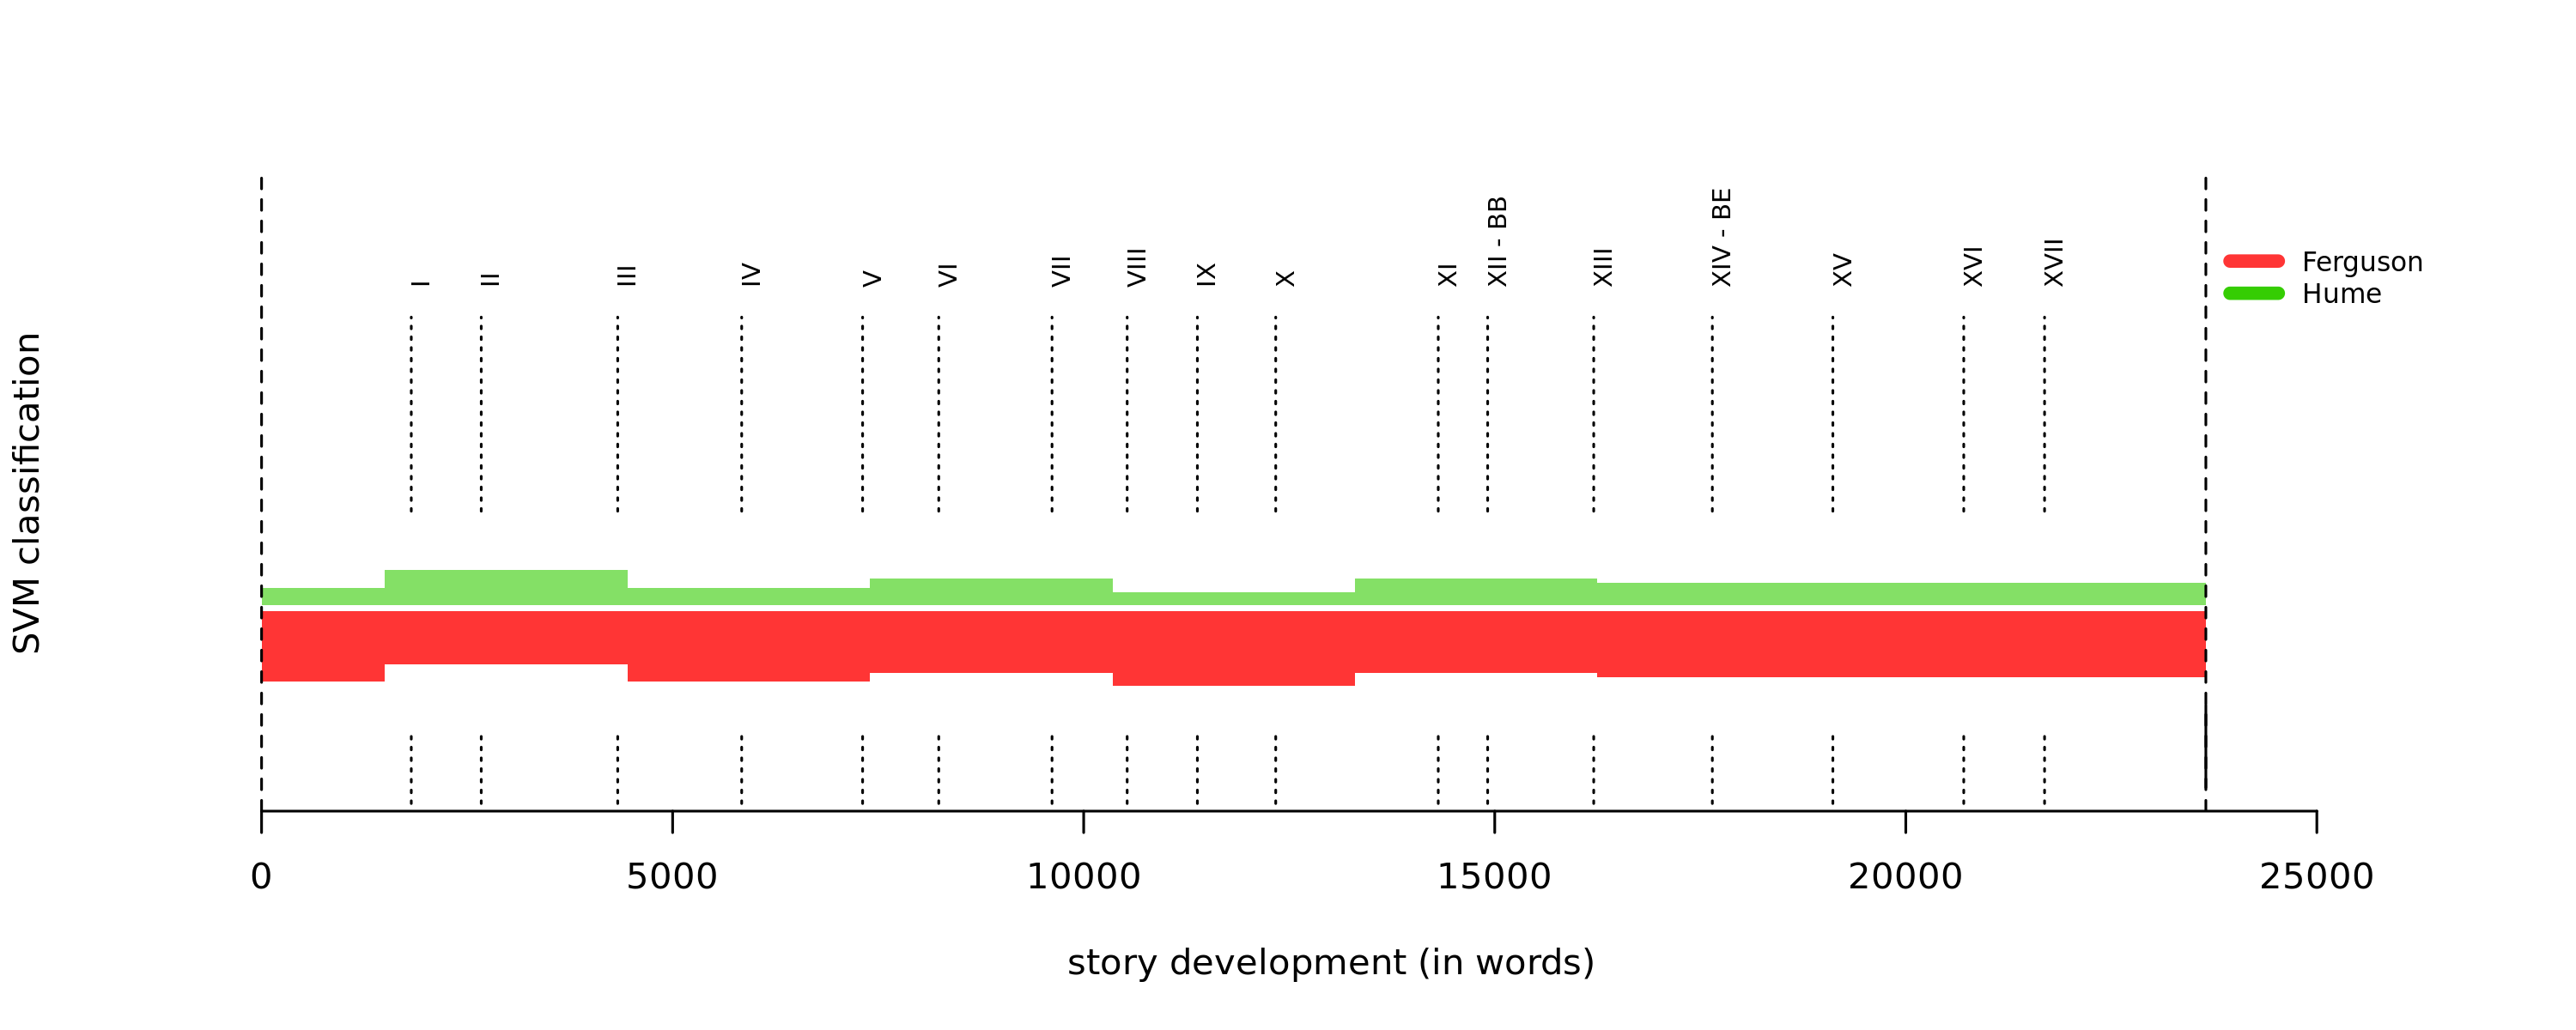 I
II
III
IV
V
VI
VII
VIII
IX
X
XI
XII - BB
XIII
XIV - BE
XV
XVI
XVII
Ferguson
Hume
SVM classification
0
5000
10000
15000
20000
25000
story development (in words)